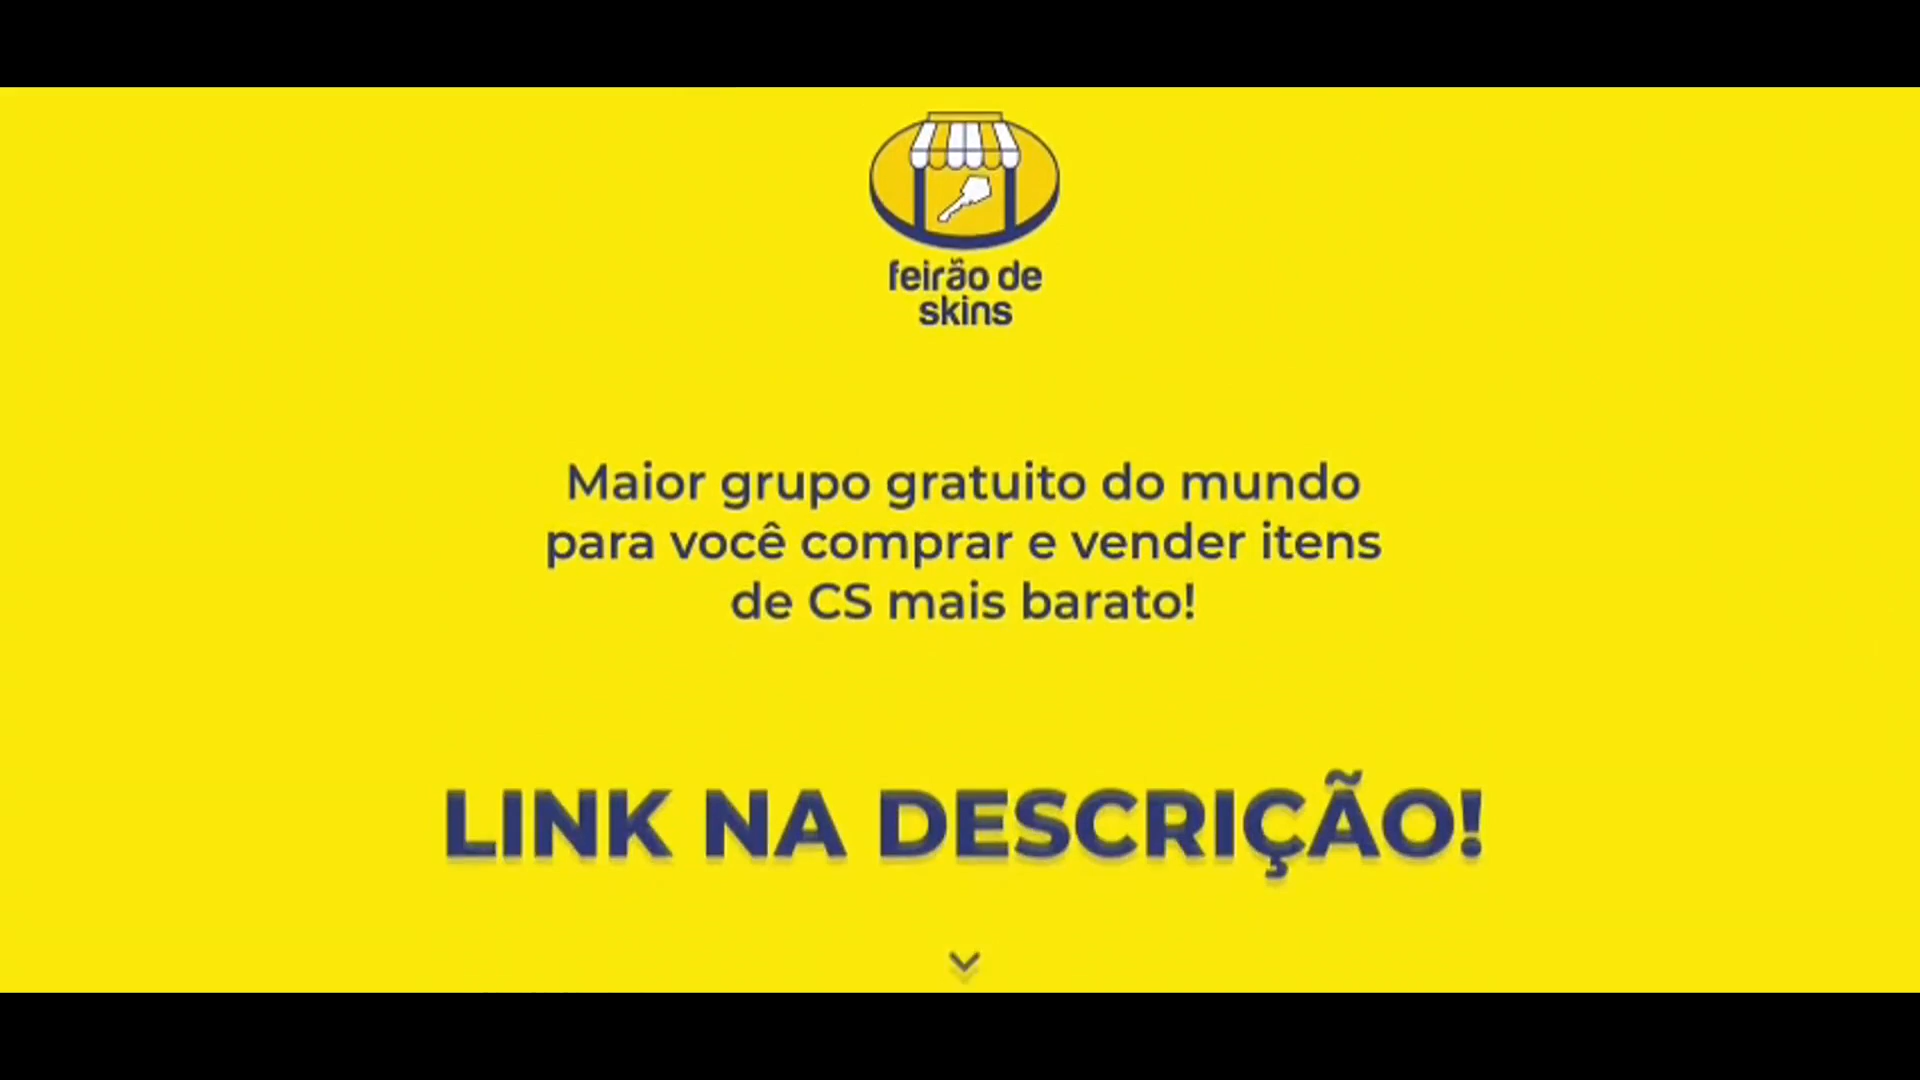 feirão de
skins
Maior grupo gratuito do mundo
para você comprar e vender itens
de CS mais barato!
LINK NA DESCRIÇÃO!